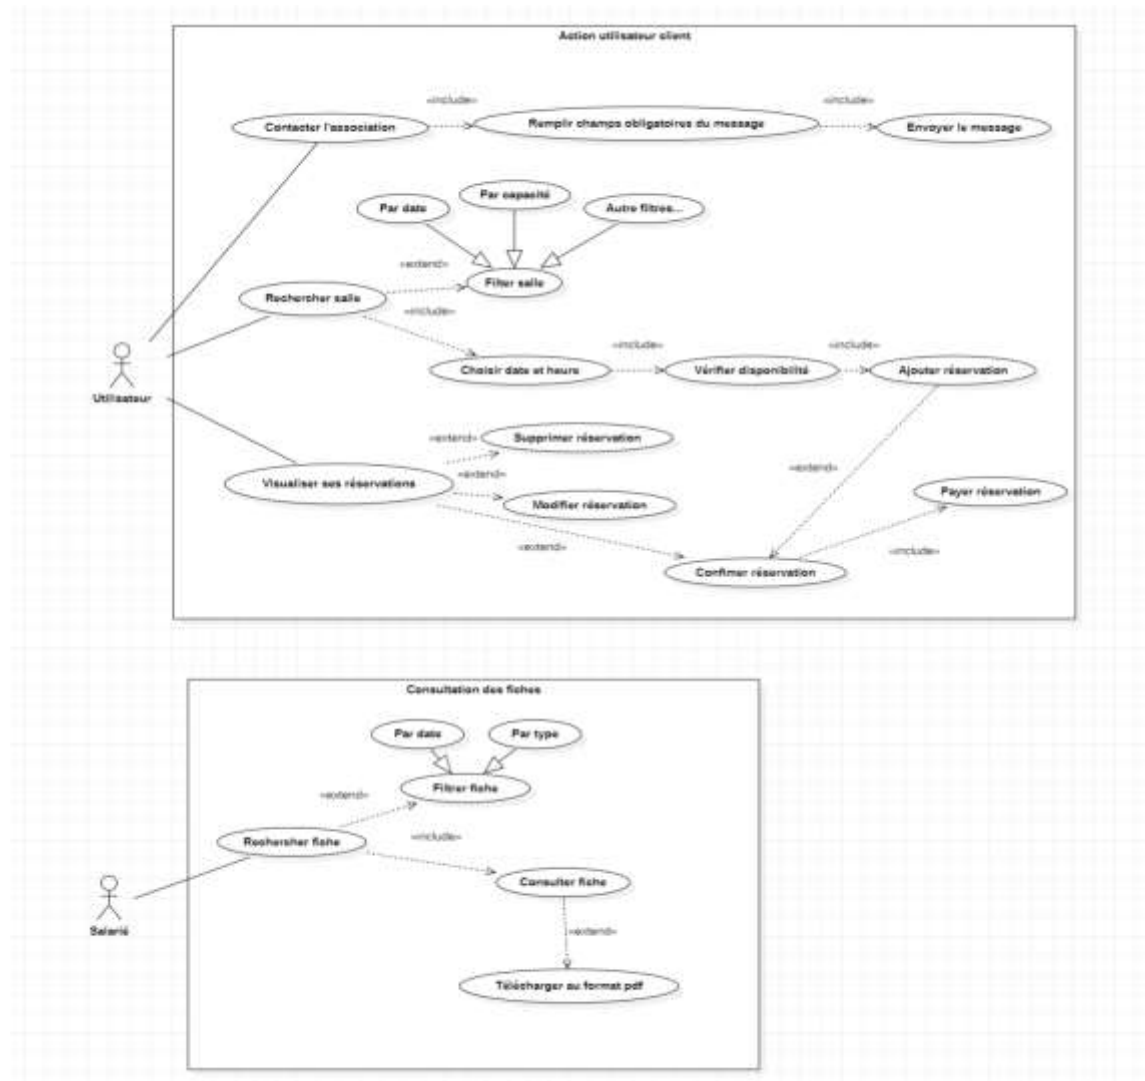 Action utilisateur client
«include»
«include»
Contacter l'association
Remplir champs obligatoires du message
Envoyer le message
Par date
Par capacité
Autre filtres...
«extend»
Filter salle
Rechercher salle
«include»
Choisir date et heure
«include»
Vérifier disponibilité
«include»
Ajouter réservation
Utilisateur
«extend»
Supprimer réservation
«extend»
Visualiser ses réservations
Modifier réservation
«extend»
Payer réservation
«extend»
«include»
Confimer réservation
Consultation des fiches
Par date
Par type
Filtrer fiche
«extend»
Rechercher fiche
«include»
Consulter fiche
Salarié
«extend»
Télécharger au format pdf